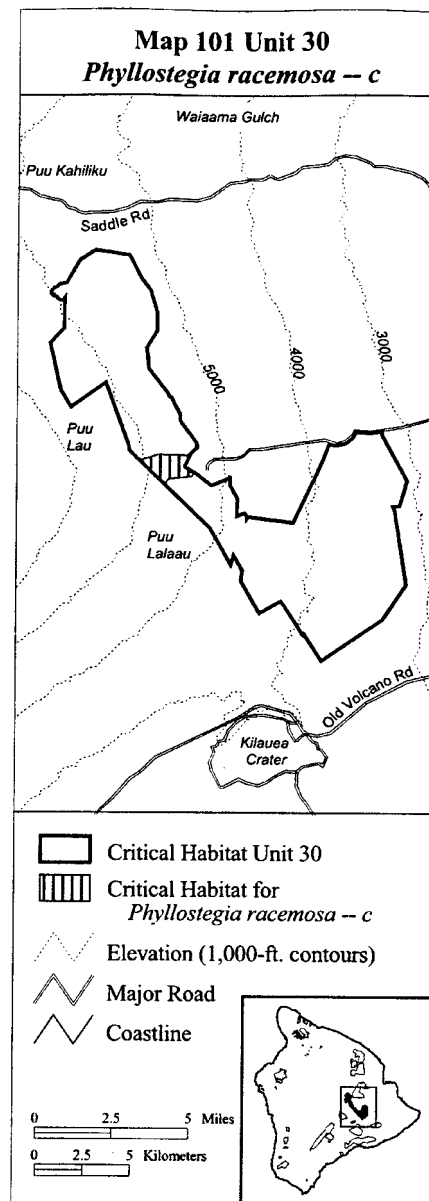 Map 101 Unit 30
Phyllostegia racemosa -- c
Waiaama Gulch
Puu Kahiliku
Saddle Rd
5000
4000
3000
Puu
Lau
Puu
Lalaau
Old Volcano Rd
Kilauea
Crater
Critical Habitat Unit 30
Critical Habitat for
Phyllostegia racemosa -- c
Elevation (1,000-ft. contours)
Major Road
Coastline
0 2.5 5 Miles
0 2.5 5 Kilometers